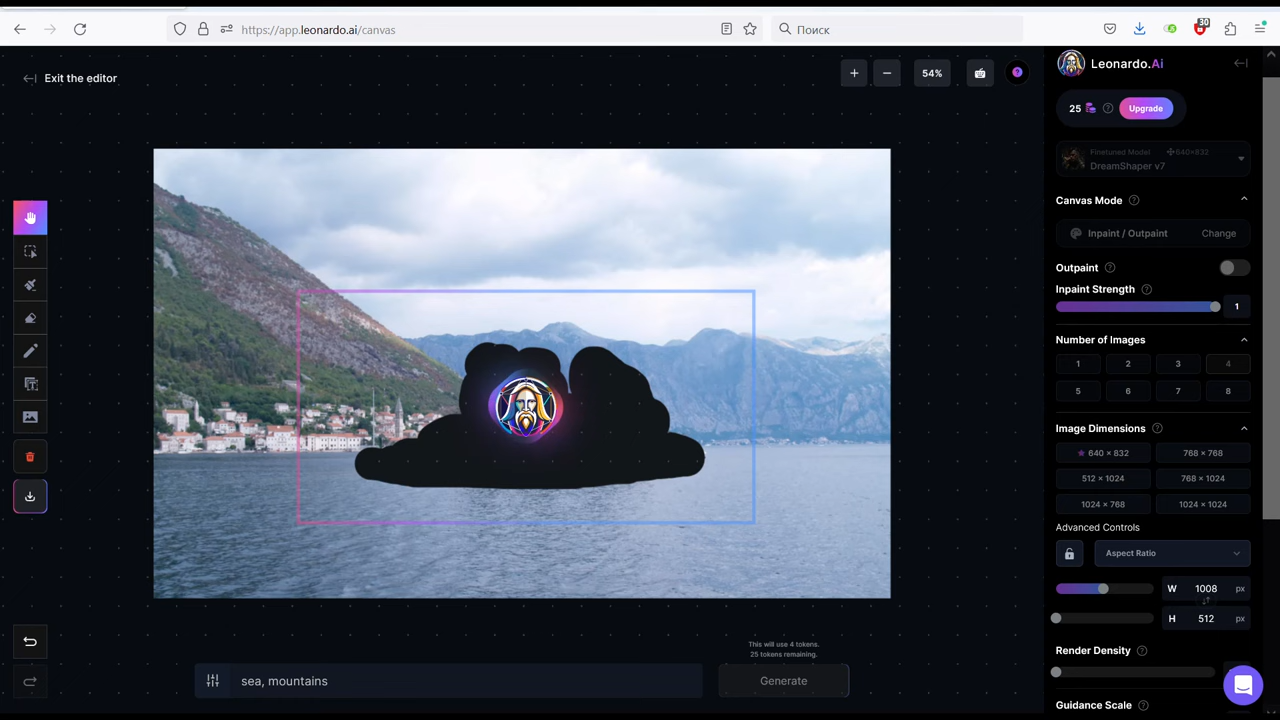 https://app.leonardo.ai/canvas
Поиск
30
Exit the editor
54%
?
Leonardo.Ai
25
Upgrade
Finetuned Model
640×832
DreamShaper v7
Canvas Mode
Inpaint / Outpaint
Change
Outpaint
Inpaint Strength
1
Number of Images
1 2 3 4
5 6 7 8
Image Dimensions
640 × 832
768 × 768
512 × 1024
768 × 1024
1024 × 768
1024 × 1024
Advanced Controls
Aspect Ratio
W 1008 px
H 512 px
Render Density
Guidance Scale
This will use 4 tokens.
25 tokens remaining.
sea, mountains
Generate